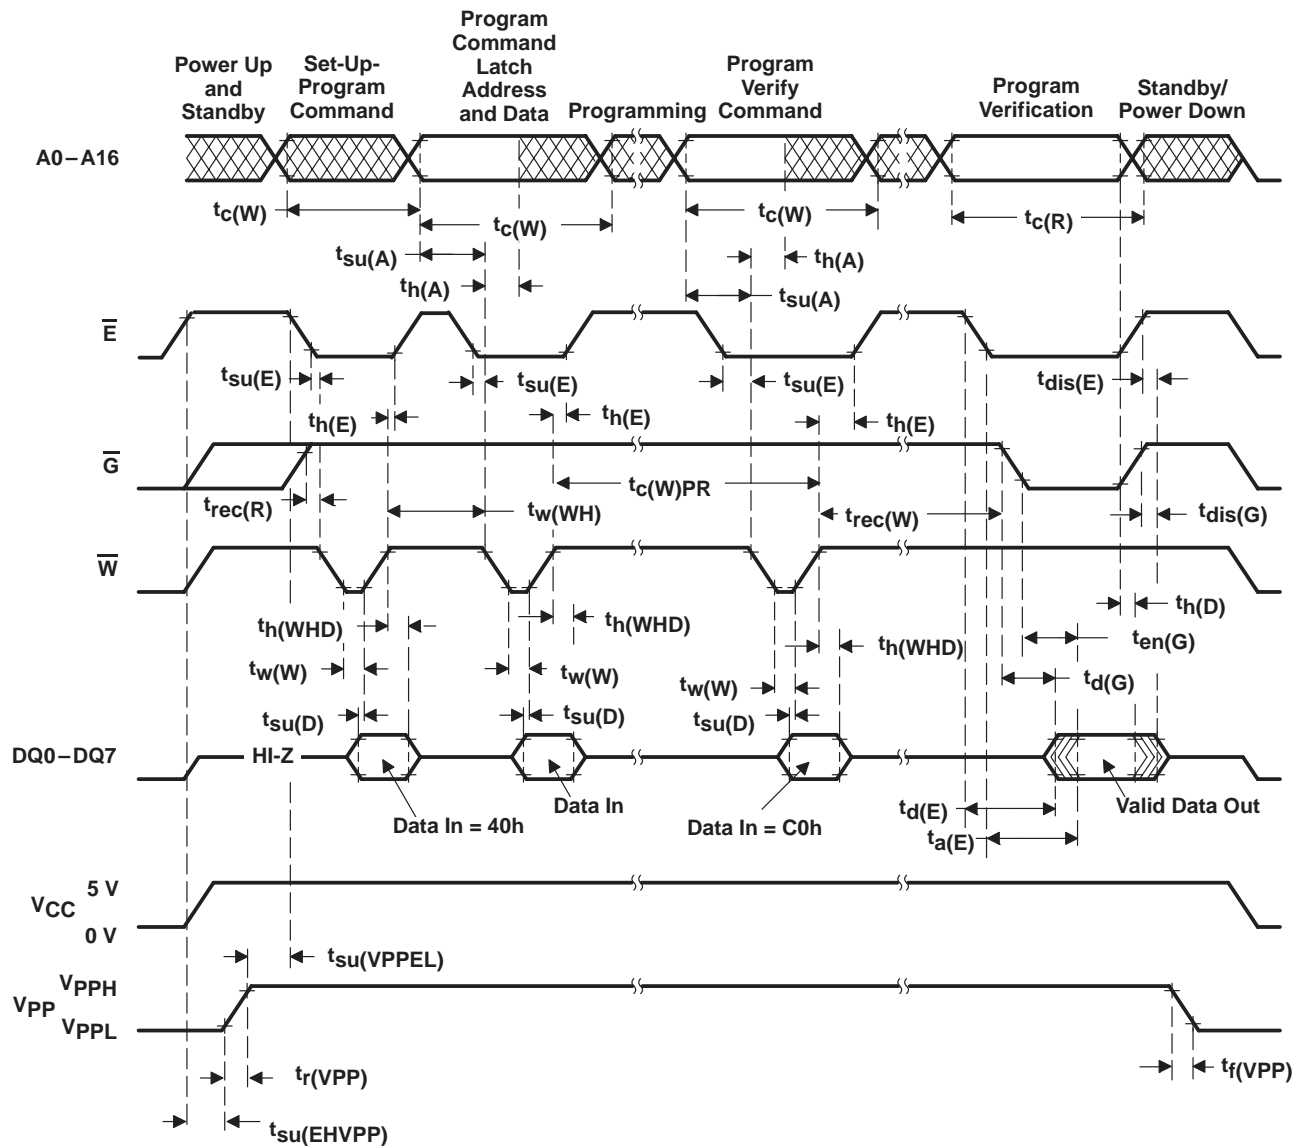 Power Up
and
Standby
Set-Up-
Program
Command
Program
Command
Latch
Address
and Data
Programming
Program
Verify
Command
Program
Verification
Standby/
Power Down
A0–A16
tc(W)
tc(W)
tc(W)
tc(R)
tsu(A)
th(A)
th(A)
tsu(A)
E
tsu(E)
tsu(E)
tsu(E)
tdis(E)
th(E)
th(E)
th(E)
G
tc(W)PR
trec(R)
tw(WH)
trec(W)
tdis(G)
W
th(WHD)
th(WHD)
th(WHD)
th(D)
ten(G)
tw(W)
tw(W)
tw(W)
td(G)
tsu(D)
tsu(D)
tsu(D)
DQ0–DQ7
HI-Z
Data In = 40h
Data In
Data In = C0h
Valid Data Out
td(E)
ta(E)
5 V
VCC
0 V
tsu(VPPEL)
VPPH
VPP
VPPL
tr(VPP)
tf(VPP)
tsu(EHVPP)